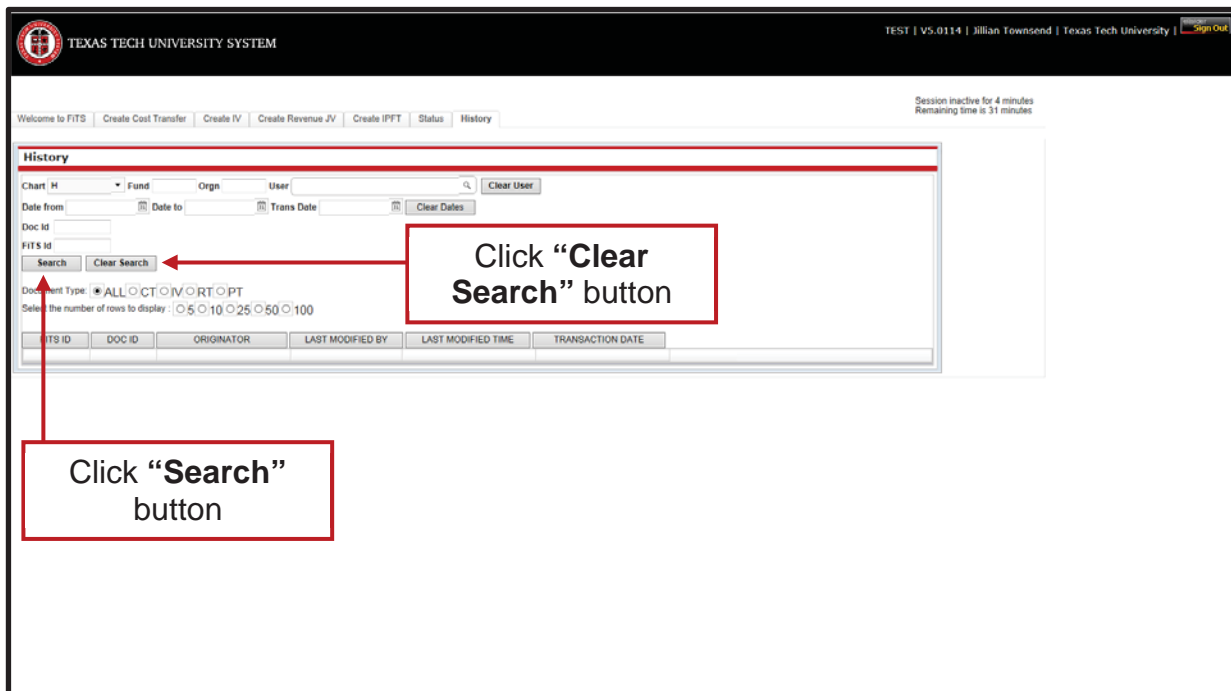 TEXAS TECH UNIVERSITY SYSTEM
TEST | V5.0114 | Jillian Townsend | Texas Tech University | Sign Out
Session inactive for 4 minutes
Remaining time is 31 minutes
Welcome to FiTS Create Cost Transfer Create IV Create Revenue JV Create IPFT Status History
History
Chart H Fund Orgn User Clear User
Date from Date to Trans Date Clear Dates
Doc Id
FiTS Id
Search Clear Search
Document Type: ALL CT IV RT PT
Select the number of rows to display : 5 10 25 50 100
FITS ID DOC ID ORIGINATOR LAST MODIFIED BY LAST MODIFIED TIME TRANSACTION DATE
Click “Clear
Search” button
Click “Search”
button